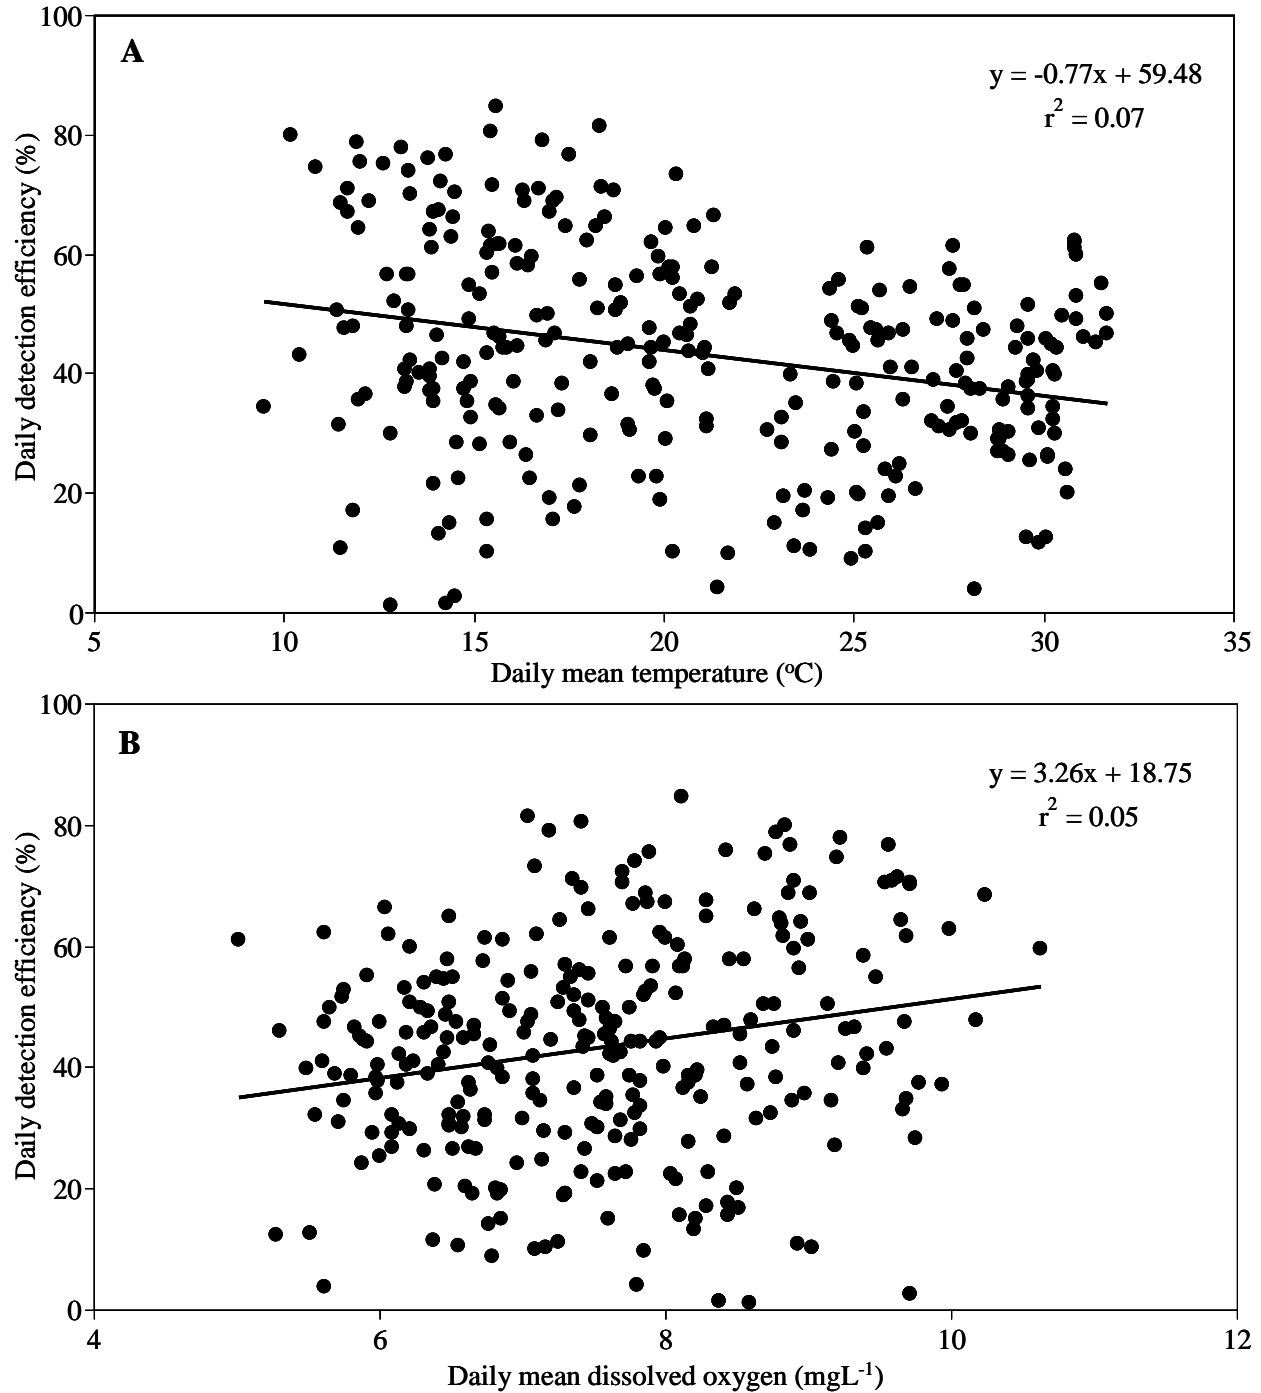 100
A
y = -0.77x + 59.48
r² = 0.07
80
60
40
20
0
Daily detection efficiency (%)
5 10 15 20 25 30 35
Daily mean temperature (°C)
100
B
y = 3.26x + 18.75
r² = 0.05
80
60
40
20
0
Daily detection efficiency (%)
4 6 8 10 12
Daily mean dissolved oxygen (mgL⁻¹)